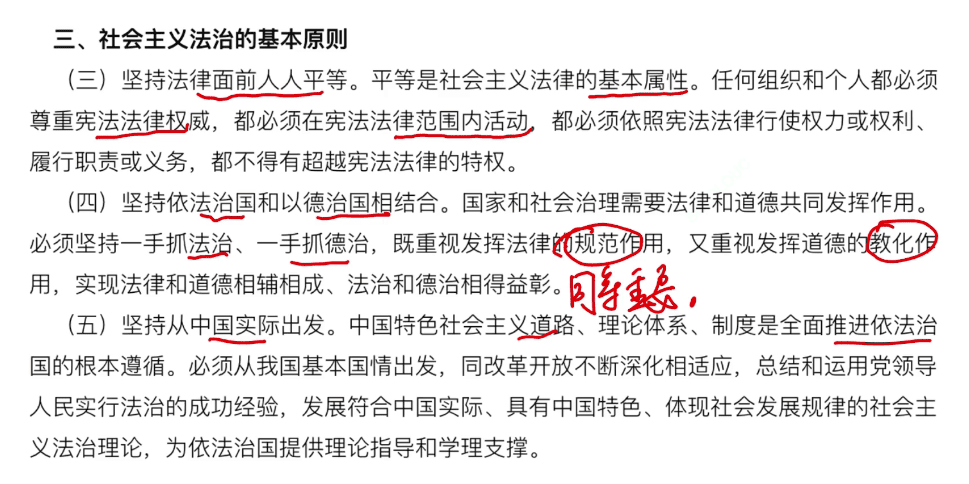 三、社会主义法治的基本原则
（三）坚持法律面前人人平等。平等是社会主义法律的基本属性。任何组织和个人都必须
尊重宪法法律权威，都必须在宪法法律范围内活动，都必须依照宪法法律行使权力或权利、
履行职责或义务，都不得有超越宪法法律的特权。
（四）坚持依法治国和以德治国相结合。国家和社会治理需要法律和道德共同发挥作用。
必须坚持一手抓法治、一手抓德治，既重视发挥法律的规范作用，又重视发挥道德的教化作
用，实现法律和道德相辅相成、法治和德治相得益彰。
同等重要.
（五）坚持从中国实际出发。中国特色社会主义道路、理论体系、制度是全面推进依法治
国的根本遵循。必须从我国基本国情出发，同改革开放不断深化相适应，总结和运用党领导
人民实行法治的成功经验，发展符合中国实际、具有中国特色、体现社会发展规律的社会主
义法治理论，为依法治国提供理论指导和学理支撑。